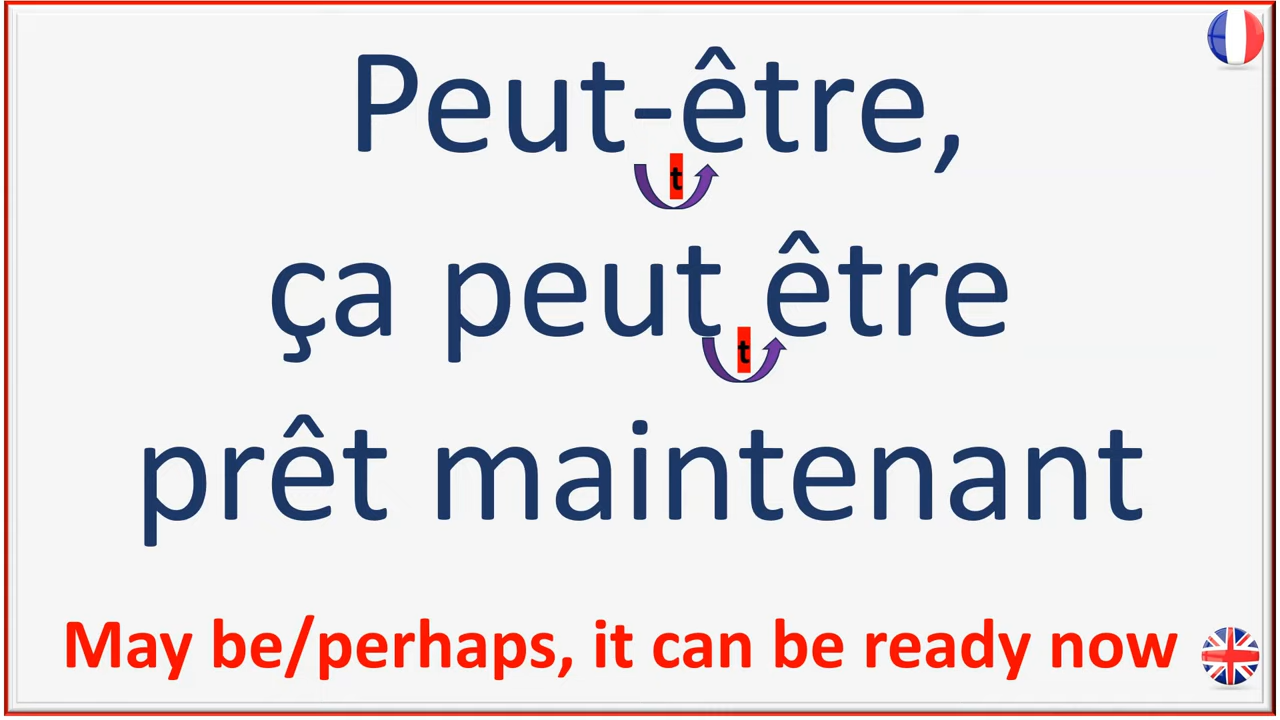 Peut-être,
t
ça peut être
t
prêt maintenant
May be/perhaps, it can be ready now